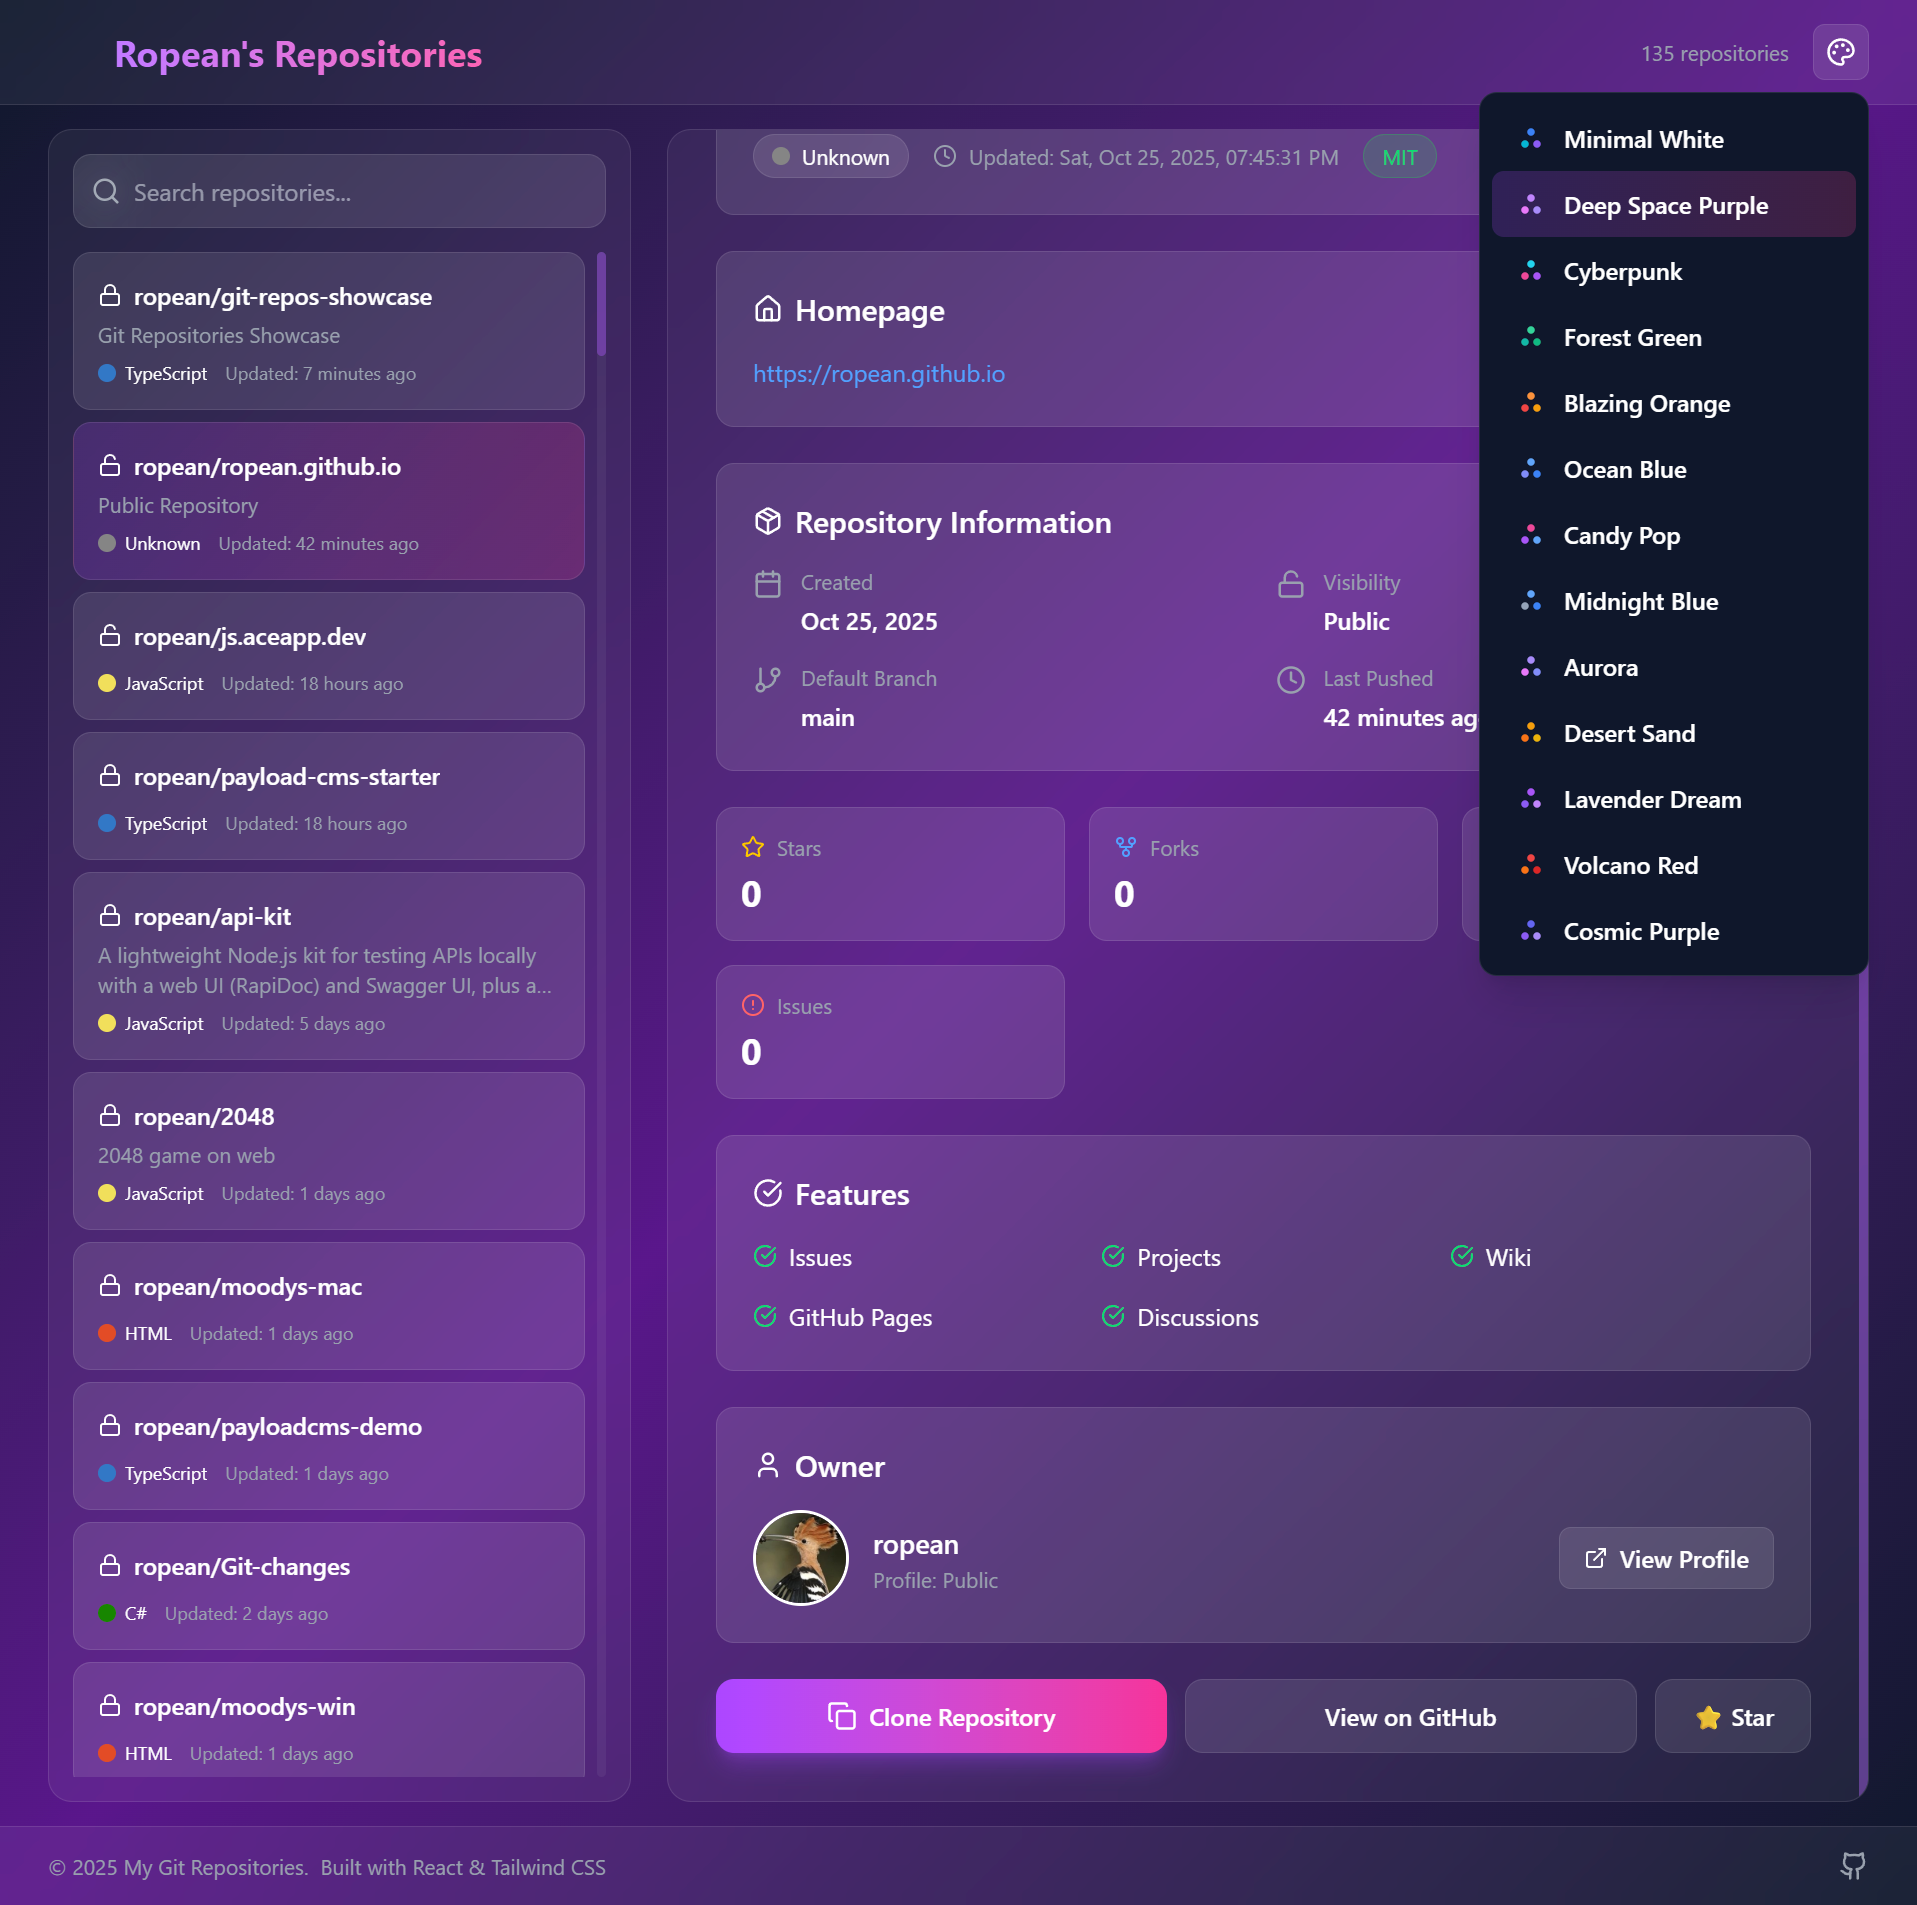 Ropean's Repositories
135 repositories
Search repositories...
ropean/git-repos-showcase
Git Repositories Showcase
TypeScript Updated: 7 minutes ago
ropean/ropean.github.io
Public Repository
Unknown Updated: 42 minutes ago
ropean/js.aceapp.dev
JavaScript Updated: 18 hours ago
ropean/payload-cms-starter
TypeScript Updated: 18 hours ago
ropean/api-kit
A lightweight Node.js kit for testing APIs locally
with a web UI (RapiDoc) and Swagger UI, plus a...
JavaScript Updated: 5 days ago
ropean/2048
2048 game on web
JavaScript Updated: 1 days ago
ropean/moodys-mac
HTML Updated: 1 days ago
ropean/payloadcms-demo
TypeScript Updated: 1 days ago
ropean/Git-changes
C# Updated: 2 days ago
ropean/moodys-win
HTML Updated: 1 days ago
Unknown Updated: Sat, Oct 25, 2025, 07:45:31 PM MIT
Homepage
https://ropean.github.io
Repository Information
Created
Oct 25, 2025
Visibility
Public
Default Branch
main
Last Pushed
42 minutes ag
Stars
0
Forks
0
Issues
0
Features
Issues Projects Wiki
GitHub Pages Discussions
Owner
ropean
Profile: Public
View Profile
Clone Repository
View on GitHub
Star
Minimal White
Deep Space Purple
Cyberpunk
Forest Green
Blazing Orange
Ocean Blue
Candy Pop
Midnight Blue
Aurora
Desert Sand
Lavender Dream
Volcano Red
Cosmic Purple
© 2025 My Git Repositories. Built with React & Tailwind CSS